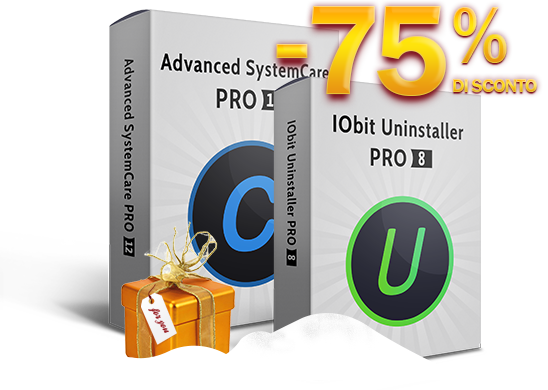 -75%
DI SCONTO
Advanced SystemCare
PRO 1
Advanced SystemCare PRO 12
C
IObit Uninstaller
PRO 8
IObit Uninstaller PRO 8
U
for you